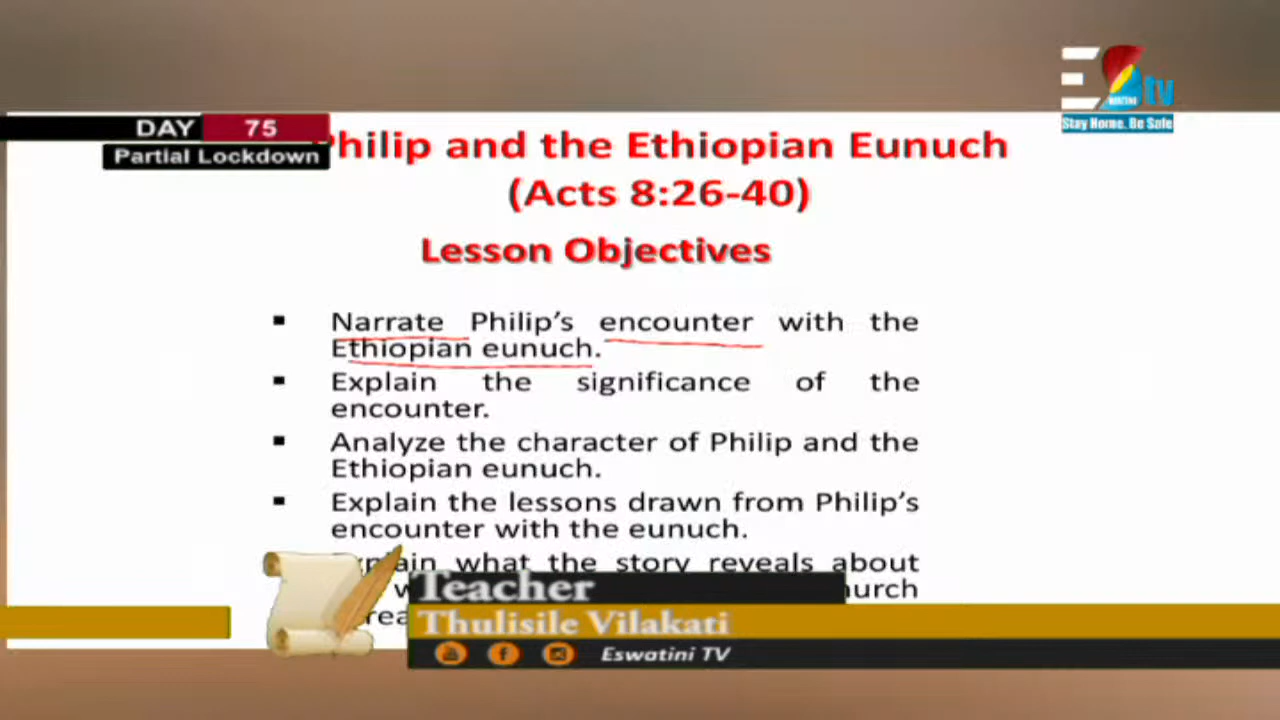 tv
Stay Home. Be Safe
DAY 75
Partial Lockdown
Philip and the Ethiopian Eunuch
(Acts 8:26-40)
Lesson Objectives
▪ Narrate Philip's encounter with the
Ethiopian eunuch.
▪ Explain the significance of the
encounter.
▪ Analyze the character of Philip and the
Ethiopian eunuch.
▪ Explain the lessons drawn from Philip's
encounter with the eunuch.
Explain what the story reveals about
Teacher
Thulisile Vilakati
Eswatini TV